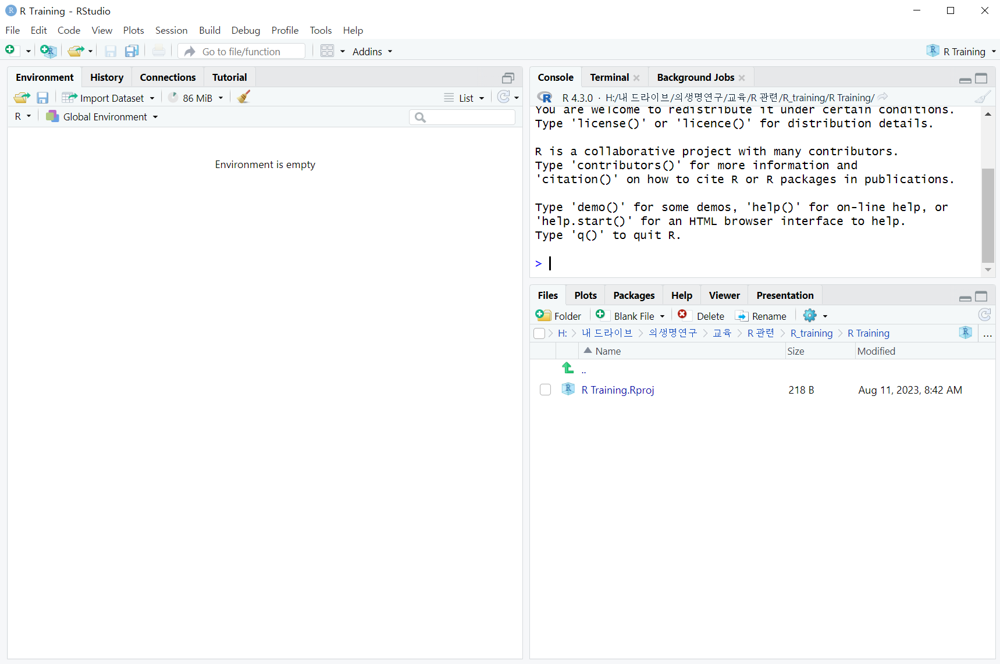 R Training - RStudio
File Edit Code View Plots Session Build Debug Profile Tools Help
Go to file/function Addins R Training
Environment History Connections Tutorial
Import Dataset 86 MiB List
R Global Environment
Environment is empty
Console Terminal Background Jobs
R 4.3.0 · H:/내 드라이브/의생명연구/교육/R 관련/R_training/R Training/
You are welcome to redistribute it under certain conditions.
Type 'license()' or 'licence()' for distribution details.
R is a collaborative project with many contributors.
Type 'contributors()' for more information and
'citation()' on how to cite R or R packages in publications.
Type 'demo()' for some demos, 'help()' for on-line help, or
'help.start()' for an HTML browser interface to help.
Type 'q()' to quit R.
>
Files Plots Packages Help Viewer Presentation
Folder Blank File Delete Rename
H: 내 드라이브 의생명연구 교육 R 관련 R_training R Training ...
Name Size Modified
..
R Training.Rproj 218 B Aug 11, 2023, 8:42 AM